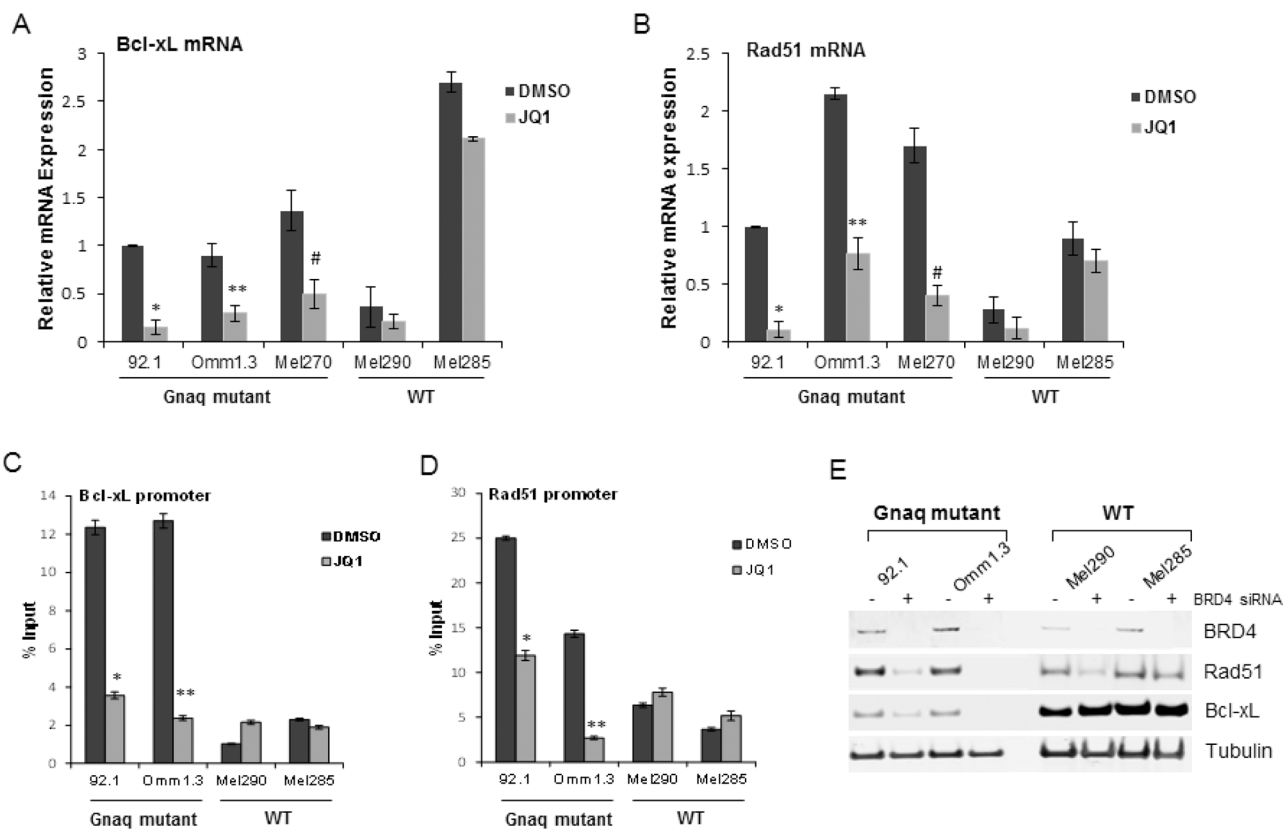 A
Bcl-xL mRNA
Relative mRNA Expression
3
2.5
2
1.5
1
0.5
0
DMSO
JQ1
*
**
#
92.1 Omm1.3 Mel270 Mel290 Mel285
Gnaq mutant WT
B
Rad51 mRNA
Relative mRNA expression
2.5
2
1.5
1
0.5
0
DMSO
JQ1
*
**
#
92.1 Omm1.3 Mel270 Mel290 Mel285
Gnaq mutant WT
C
Bcl-xL promoter
% Input
14
12
10
8
6
4
2
0
DMSO
JQ1
*
**
92.1 Omm1.3 Mel290 Mel285
Gnaq mutant WT
D
Rad51 promoter
% Input
30
25
20
15
10
5
0
DMSO
JQ1
*
**
92.1 Omm1.3 Mel290 Mel285
Gnaq mutant WT
E
Gnaq mutant WT
92.1 Omm1.3 Mel290 Mel285
- + - + - + - + BRD4 siRNA
BRD4
Rad51
Bcl-xL
Tubulin